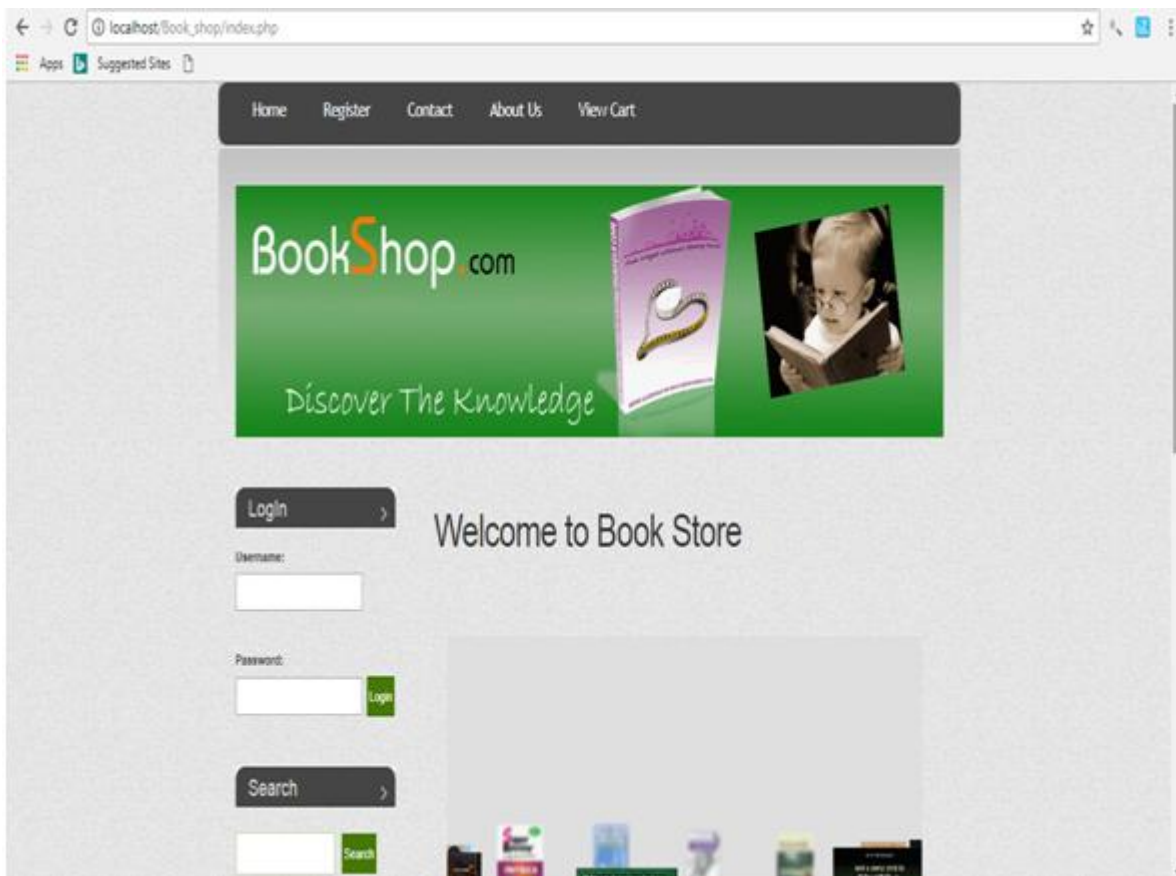 localhost/Book_shop/index.php
Apps Suggested Sites
Home Register Contact About Us View Cart
BookShop.com
Discover The Knowledge
LogIn
Welcome to Book Store
Username:
Password:
Login
Search
Search